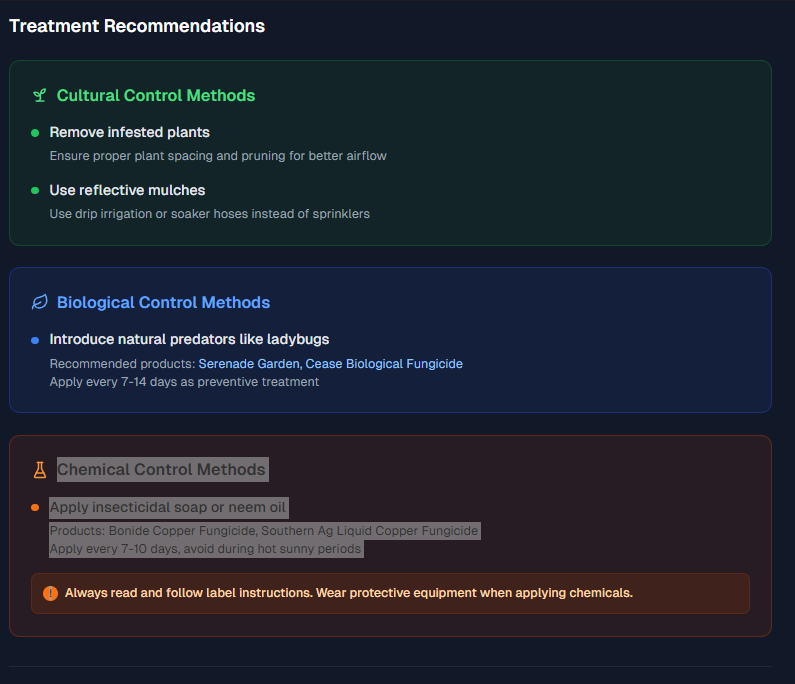 Treatment Recommendations
Cultural Control Methods
Remove infested plants
Ensure proper plant spacing and pruning for better airflow
Use reflective mulches
Use drip irrigation or soaker hoses instead of sprinklers
Biological Control Methods
Introduce natural predators like ladybugs
Recommended products: Serenade Garden, Cease Biological Fungicide
Apply every 7-14 days as preventive treatment
Chemical Control Methods
Apply insecticidal soap or neem oil
Products: Bonide Copper Fungicide, Southern Ag Liquid Copper Fungicide
Apply every 7-10 days, avoid during hot sunny periods
Always read and follow label instructions. Wear protective equipment when applying chemicals.